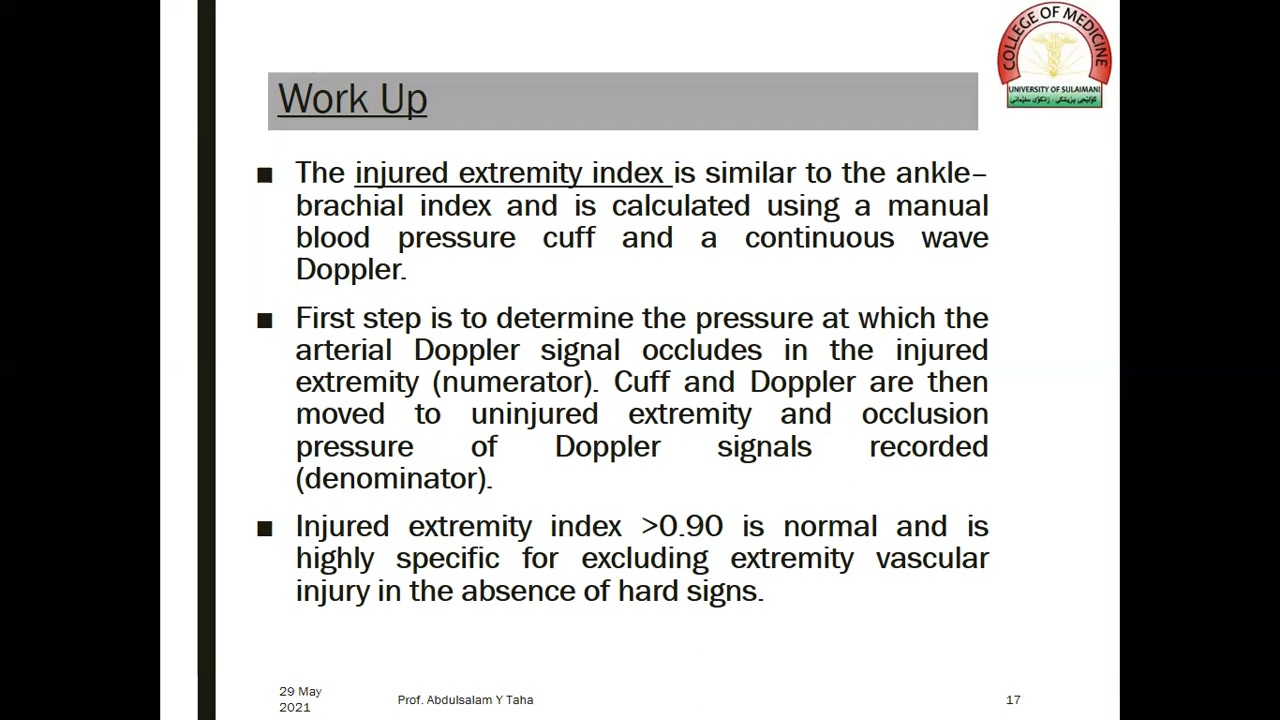 COLLEGE OF MEDICINE
UNIVERSITY OF SULAIMANI
كۆلێجی پزیشکی - زانکۆی سلێمانی
Work Up
■ The injured extremity index is similar to the ankle–
brachial index and is calculated using a manual
blood pressure cuff and a continuous wave
Doppler.
■ First step is to determine the pressure at which the
arterial Doppler signal occludes in the injured
extremity (numerator). Cuff and Doppler are then
moved to uninjured extremity and occlusion
pressure of Doppler signals recorded
(denominator).
■ Injured extremity index >0.90 is normal and is
highly specific for excluding extremity vascular
injury in the absence of hard signs.
29 May
2021
Prof. Abdulsalam Y Taha
17